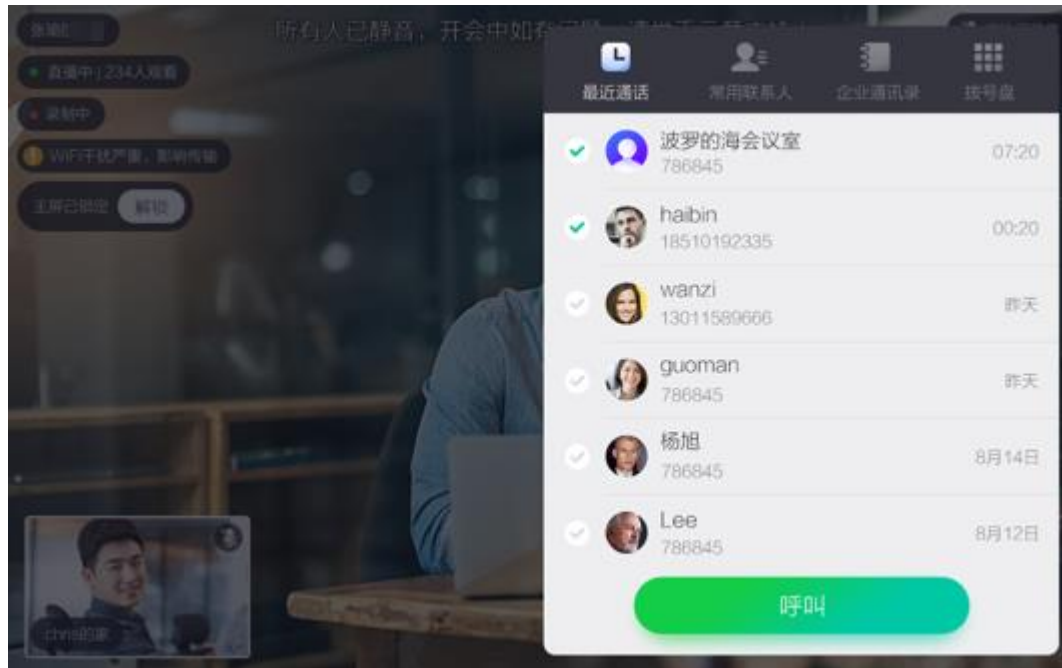 直播中 | 234人观看
录制中
WiFi干扰严重，影响传输
主屏已锁定 解锁
所有人已静音，开会中如有
最近通话 常用联系人 企业通讯录 拨号盘
波罗的海会议室 07:20
786845
haibin 00:20
18510192335
wanzi 昨天
13011589666
guoman 昨天
786845
杨旭 8月14日
786845
Lee 8月12日
786845
呼叫
chris的家